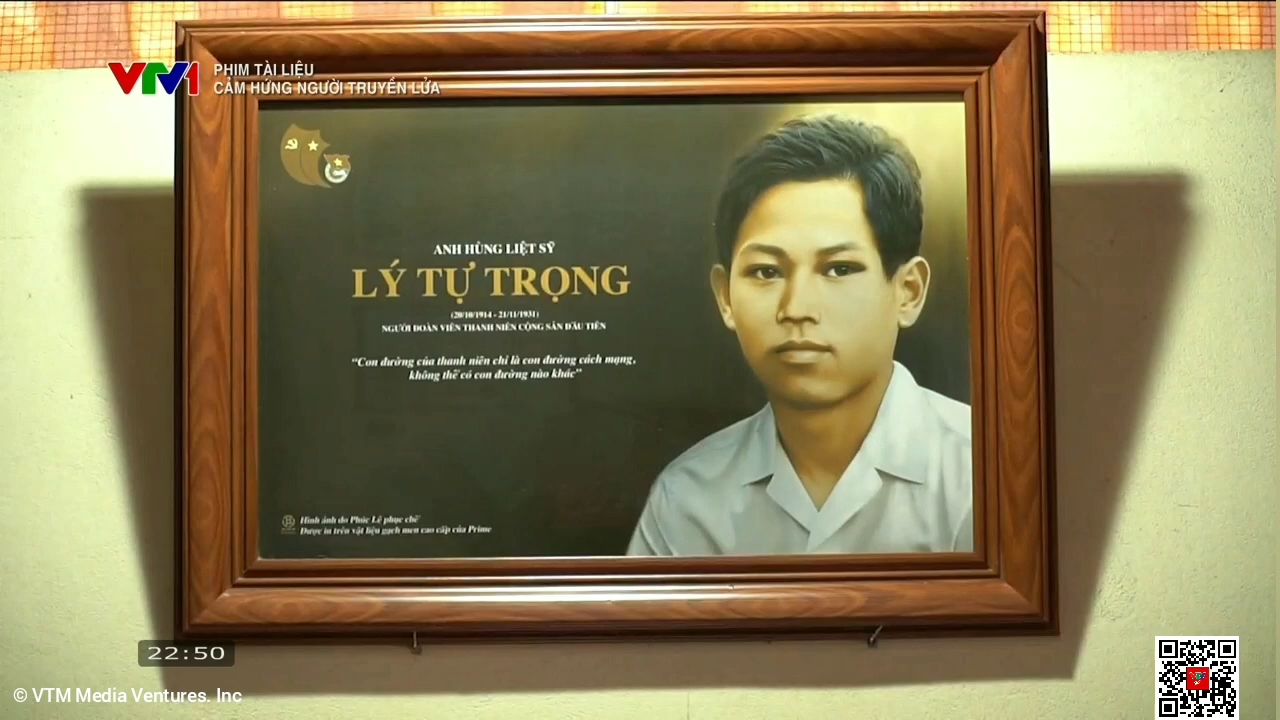 VTV1
PHIM TÀI LIỆU
CẢM HỨNG NGƯỜI TRUYỀN LỬA
ANH HÙNG LIỆT SỸ
LÝ TỰ TRỌNG
(20/10/1914 - 21/11/1931)
NGƯỜI ĐOÀN VIÊN THANH NIÊN CỘNG SẢN ĐẦU TIÊN
“Con đường của thanh niên chỉ là con đường cách mạng,
không thể có con đường nào khác”
Hình ảnh do Phúc Lê phục chế
Được in trên vật liệu gạch men cao cấp của Prime
22:50
© VTM Media Ventures. Inc